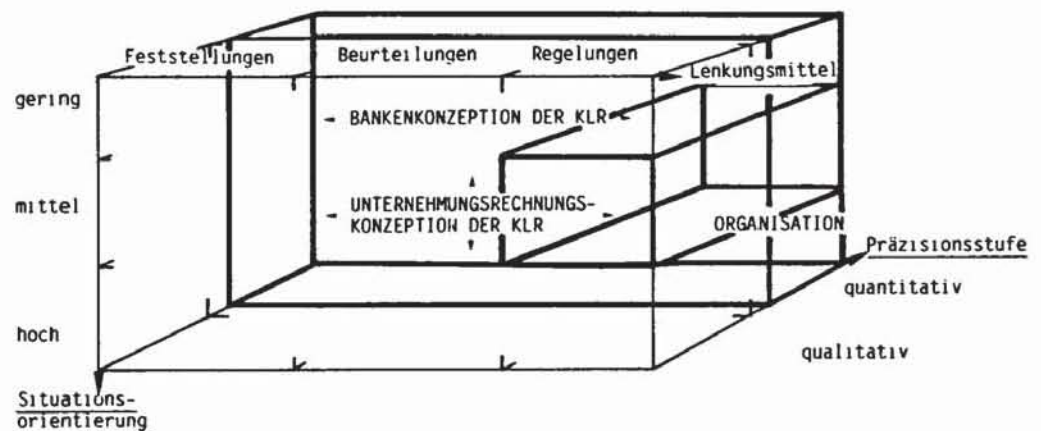 Feststellungen Beurteilungen Regelungen
Lenkungsmittel
gering
BANKENKONZEPTION DER KLR
mittel
UNTERNEHMUNGSRECHNUNGS-
KONZEPTION DER KLR
ORGANISATION
Präzisionsstufe
quantitativ
hoch
qualitativ
Situations-
orientierung